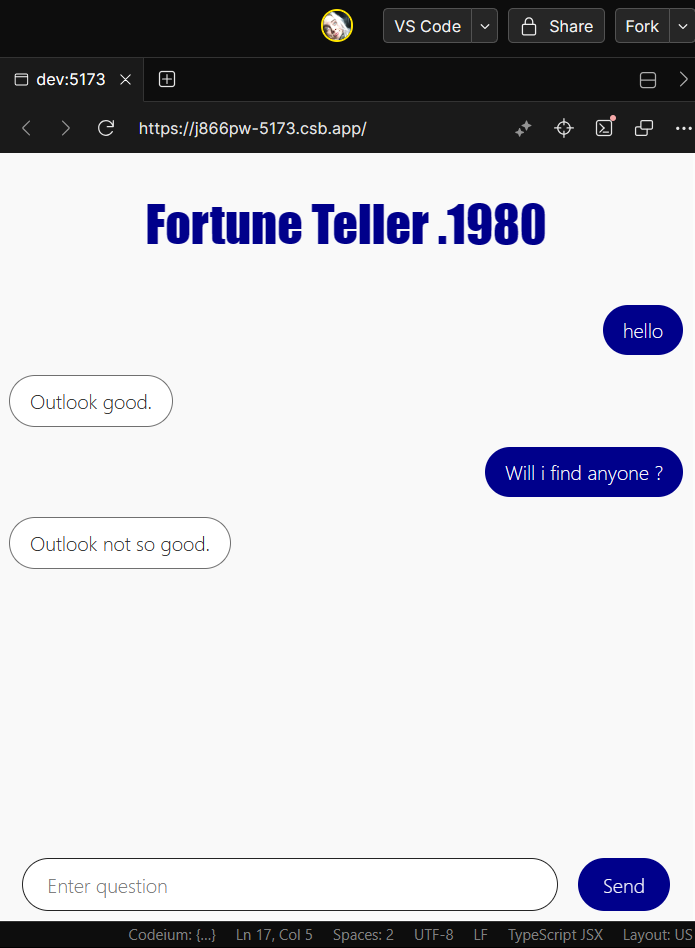 VS Code
Share
Fork
dev:5173
https://j866pw-5173.csb.app/
Fortune Teller .1980
hello
Outlook good.
Will i find anyone ?
Outlook not so good.
Enter question
Send
Codeium: {...} Ln 17, Col 5 Spaces: 2 UTF-8 LF TypeScript JSX Layout: US